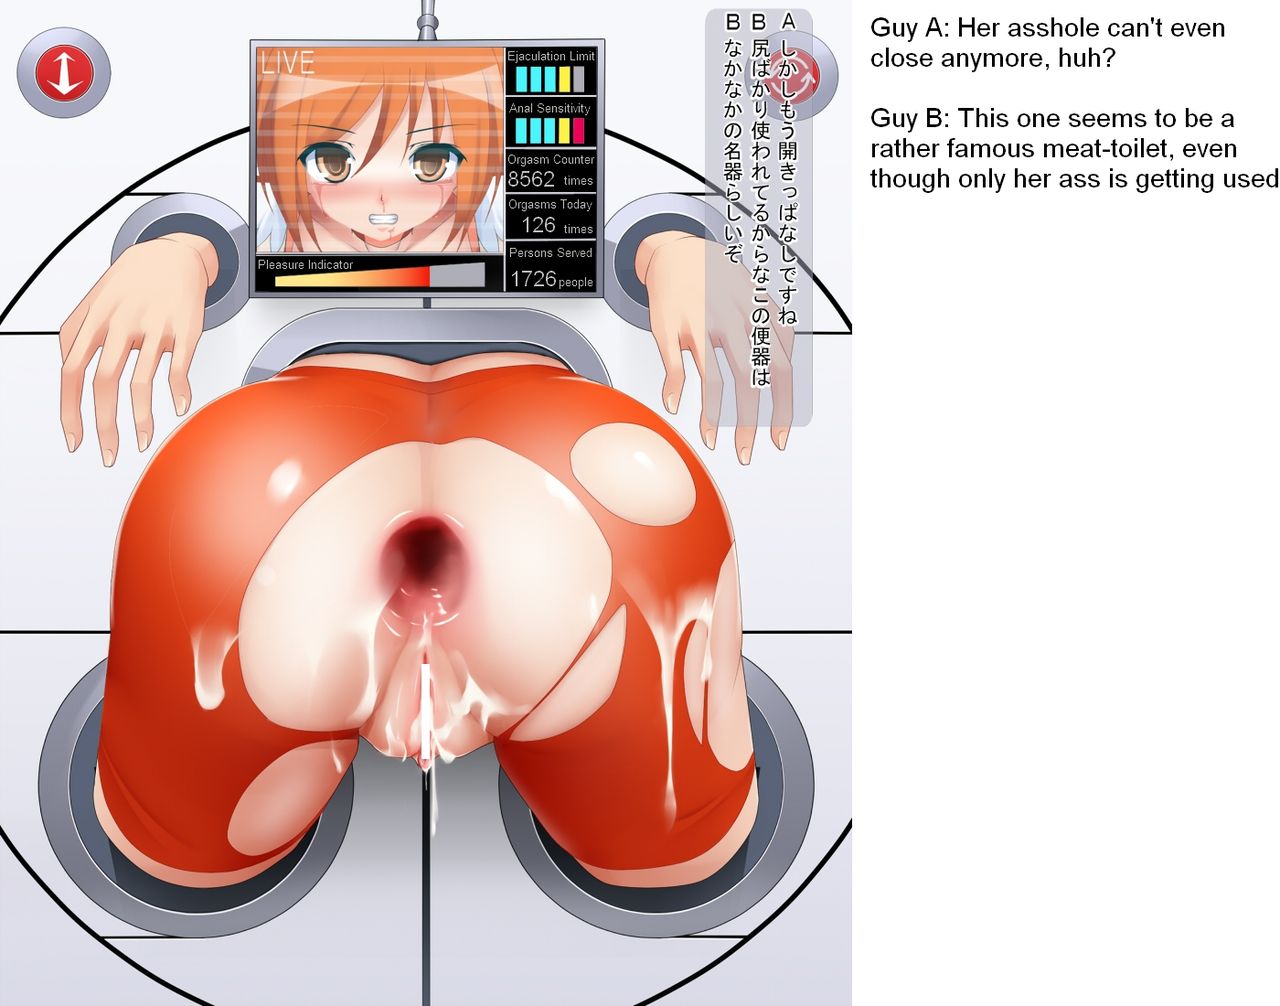 LIVE
Ejaculation Limit
Anal Sensitivity
Orgasm Counter
8562 times
Orgasms Today
126 times
Persons Served
1726 people
Pleasure Indicator
A しかしもう開きっぱなしですね
B 尻ばかり使われてるからなこの便器は
B なかなかの名器らしいぞ
Guy A: Her asshole can't even
close anymore, huh?
Guy B: This one seems to be a
rather famous meat-toilet, even
though only her ass is getting used